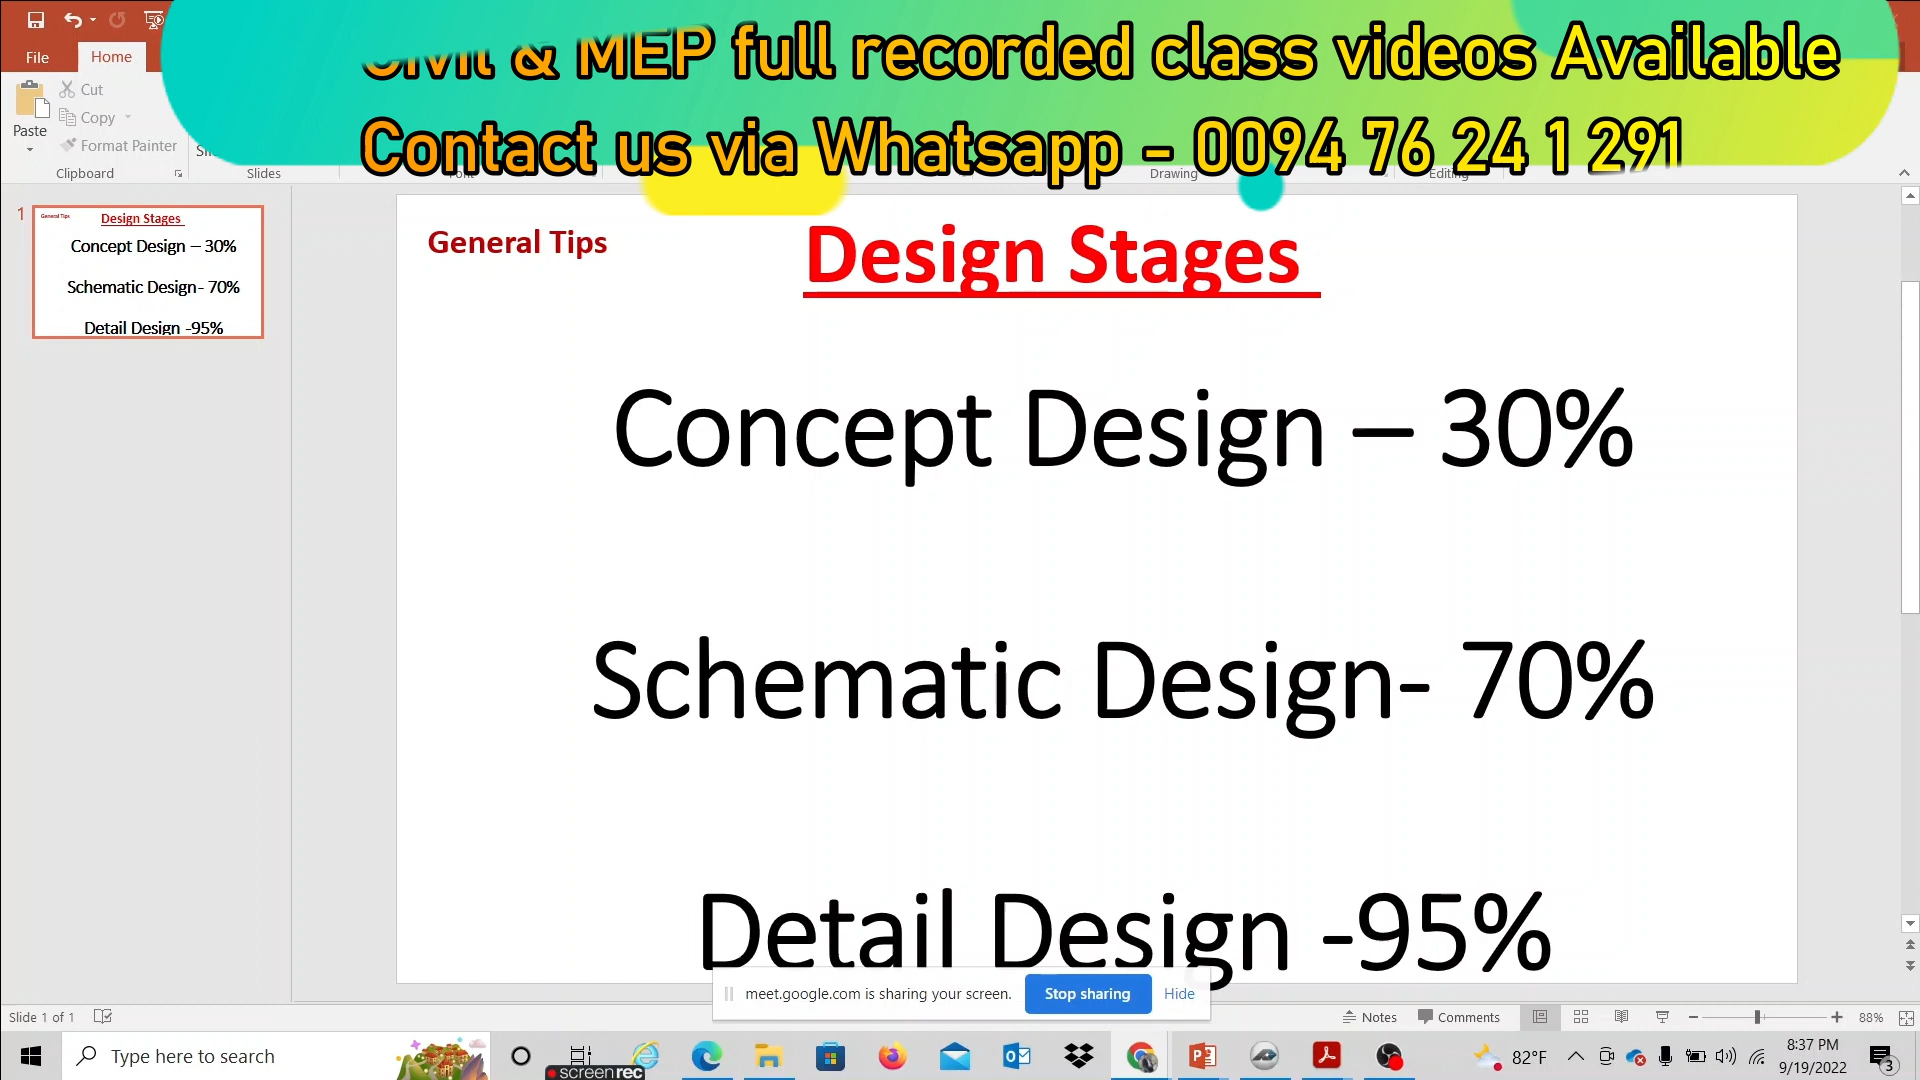 Civil & MEP full recorded class videos Available
Contact us via Whatsapp - 0094 76 24 1 291
File
Home
Cut
Copy
Paste
Format Painter
Clipboard
Slides
Drawing
Editing
1
General Tips
Design Stages
Concept Design – 30%
Schematic Design- 70%
Detail Design -95%
General Tips
Design Stages
Concept Design – 30%
Schematic Design- 70%
Detail Design -95%
meet.google.com is sharing your screen.
Stop sharing
Hide
Slide 1 of 1
Notes
Comments
88%
Type here to search
screenrec
82°F
8:37 PM
9/19/2022
3